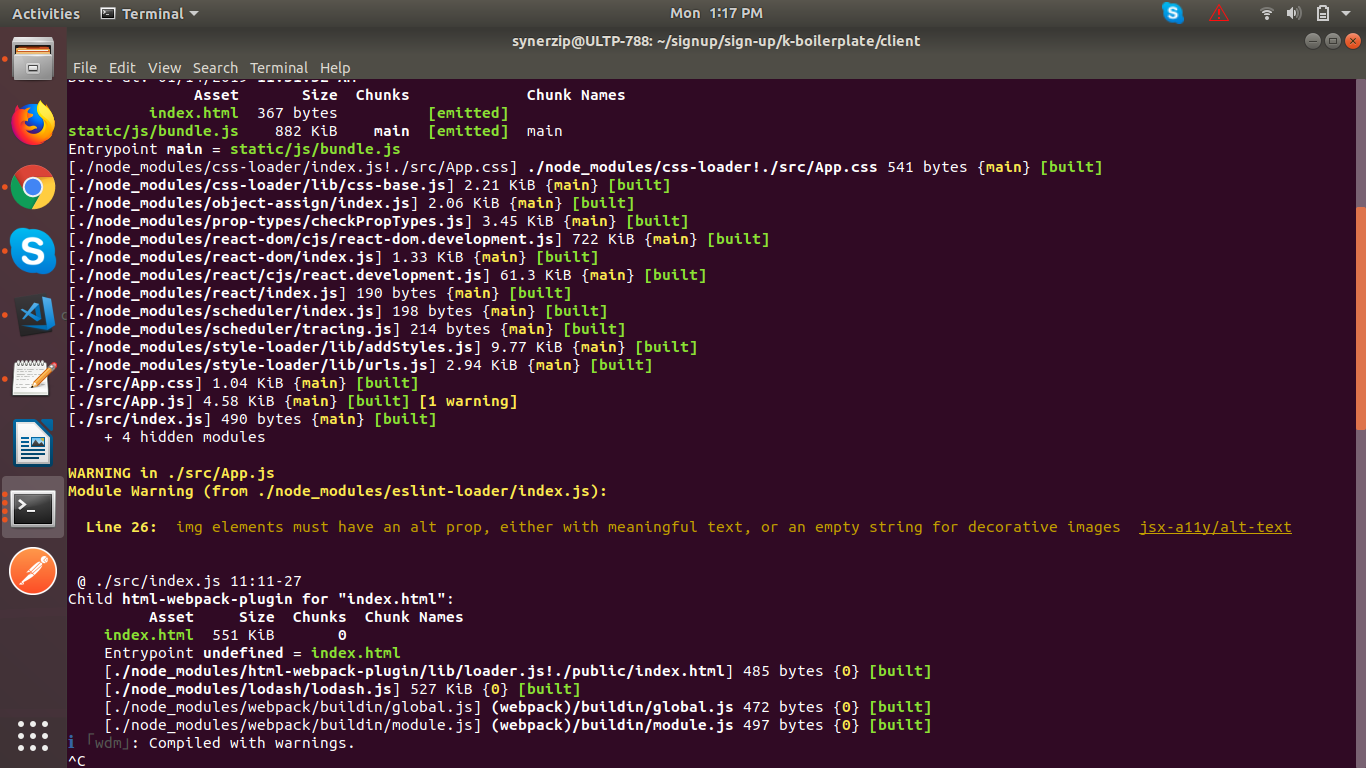 Activities Terminal Mon 1:17 PM
synerzip@ULTP-788: ~/signup/sign-up/k-boilerplate/client
File Edit View Search Terminal Help
Asset Size Chunks Chunk Names
index.html 367 bytes [emitted]
static/js/bundle.js 882 KiB main [emitted] main
Entrypoint main = static/js/bundle.js
[./node_modules/css-loader/index.js!./src/App.css] ./node_modules/css-loader!./src/App.css 541 bytes {main} [built]
[./node_modules/css-loader/lib/css-base.js] 2.21 KiB {main} [built]
[./node_modules/object-assign/index.js] 2.06 KiB {main} [built]
[./node_modules/prop-types/checkPropTypes.js] 3.45 KiB {main} [built]
[./node_modules/react-dom/cjs/react-dom.development.js] 722 KiB {main} [built]
[./node_modules/react-dom/index.js] 1.33 KiB {main} [built]
[./node_modules/react/cjs/react.development.js] 61.3 KiB {main} [built]
[./node_modules/react/index.js] 190 bytes {main} [built]
[./node_modules/scheduler/index.js] 198 bytes {main} [built]
[./node_modules/scheduler/tracing.js] 214 bytes {main} [built]
[./node_modules/style-loader/lib/addStyles.js] 9.77 KiB {main} [built]
[./node_modules/style-loader/lib/urls.js] 2.94 KiB {main} [built]
[./src/App.css] 1.04 KiB {main} [built]
[./src/App.js] 4.58 KiB {main} [built] [1 warning]
[./src/index.js] 490 bytes {main} [built]
+ 4 hidden modules
WARNING in ./src/App.js
Module Warning (from ./node_modules/eslint-loader/index.js):
Line 26: img elements must have an alt prop, either with meaningful text, or an empty string for decorative images jsx-a11y/alt-text
@ ./src/index.js 11:11-27
Child html-webpack-plugin for "index.html":
Asset Size Chunks Chunk Names
index.html 551 KiB 0
Entrypoint undefined = index.html
[./node_modules/html-webpack-plugin/lib/loader.js!./public/index.html] 485 bytes {0} [built]
[./node_modules/lodash/lodash.js] 527 KiB {0} [built]
[./node_modules/webpack/buildin/global.js] (webpack)/buildin/global.js 472 bytes {0} [built]
[./node_modules/webpack/buildin/module.js] (webpack)/buildin/module.js 497 bytes {0} [built]
ℹ ｢wdm｣: Compiled with warnings.
^C